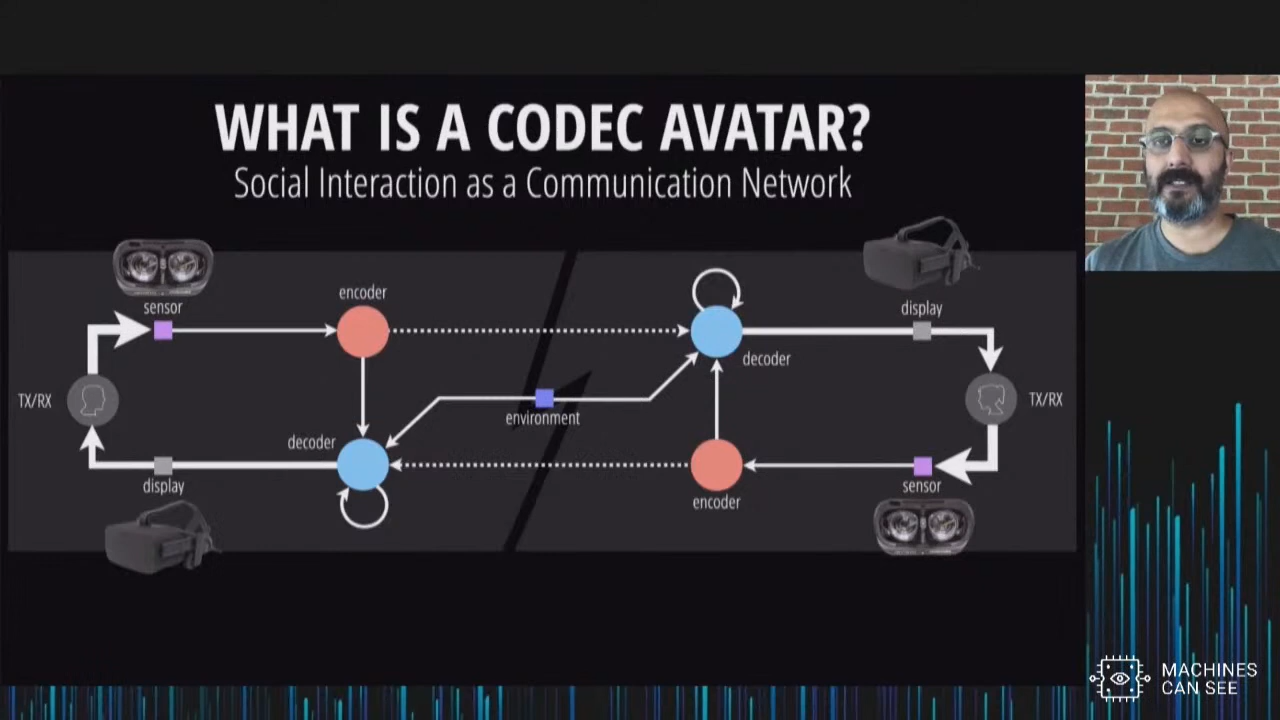 WHAT IS A CODEC AVATAR?
Social Interaction as a Communication Network
sensor
encoder
display
decoder
TX/RX
TX/RX
environment
decoder
display
encoder
sensor
MACHINES
CAN SEE